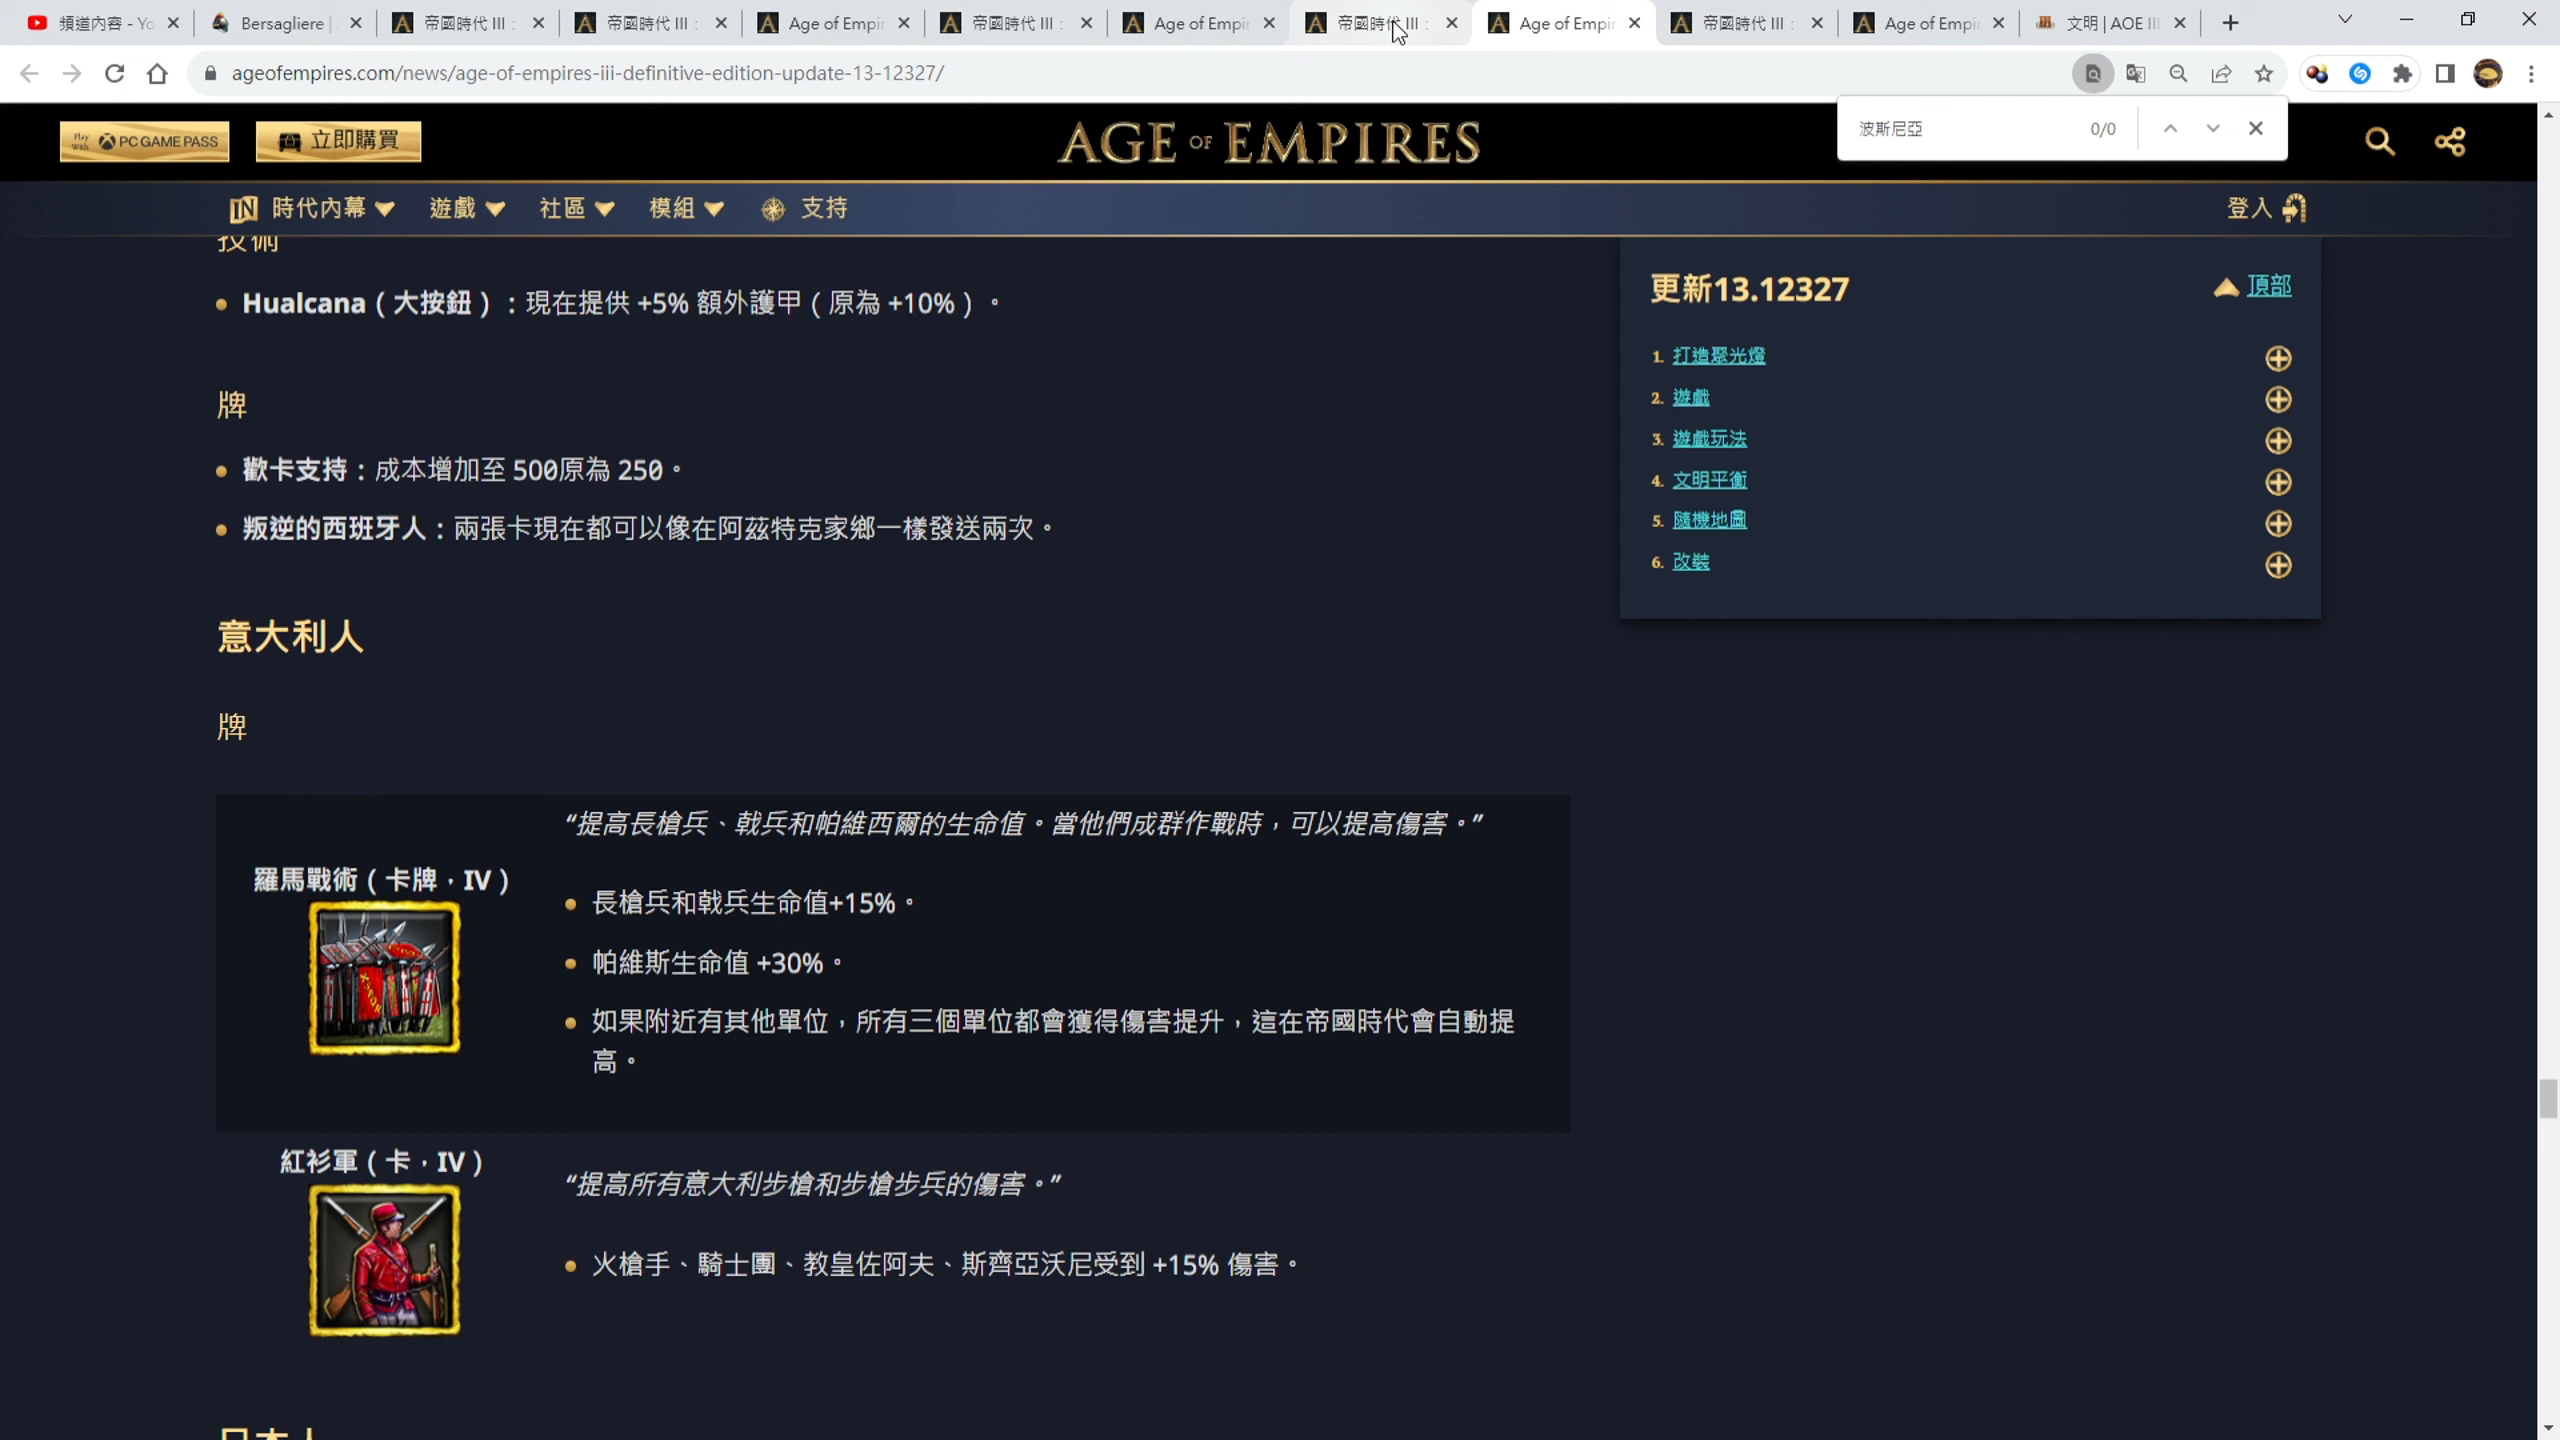 頻道內容 - Yo
Bersagliere |
帝國時代 III :
帝國時代 III :
Age of Empir
帝國時代 III :
Age of Empir
帝國時代 III :
Age of Empir
帝國時代 III :
Age of Empir
文明 | AOE III
ageofempires.com/news/age-of-empires-iii-definitive-edition-update-13-12327/
波斯尼亞 0/0
Play With PC GAME PASS
立即購買
AGE OF EMPIRES
IN 時代內幕 遊戲 社區 模組 支持 登入
技術
Hualcana（大按鈕）：現在提供 +5% 額外護甲（原為 +10%）。
牌
歡卡支持：成本增加至 500原為 250。
叛逆的西班牙人：兩張卡現在都可以像在阿茲特克家鄉一樣發送兩次。
意大利人
牌
“提高長槍兵、戟兵和帕維西爾的生命值。當他們成群作戰時，可以提高傷害。”
羅馬戰術（卡牌，IV）
長槍兵和戟兵生命值+15%。
帕維斯生命值 +30%。
如果附近有其他單位，所有三個單位都會獲得傷害提升，這在帝國時代會自動提
高。
紅衫軍（卡，IV）
“提高所有意大利步槍和步槍步兵的傷害。”
火槍手、騎士團、教皇佐阿夫、斯齊亞沃尼受到 +15% 傷害。
日本人
更新13.12327
頂部
1. 打造聚光燈
2. 遊戲
3. 遊戲玩法
4. 文明平衡
5. 隨機地圖
6. 改裝